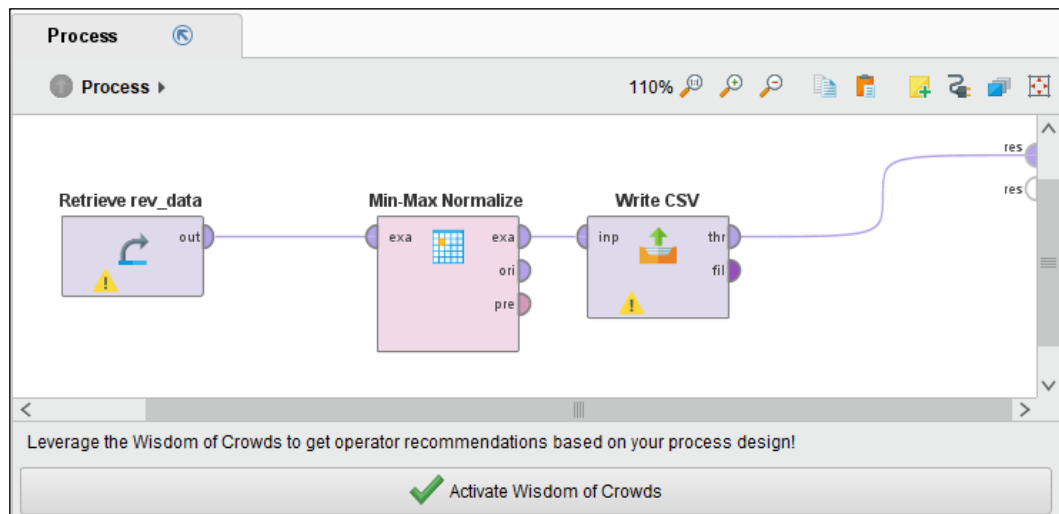 Process
Process
110%
res
res
Retrieve rev_data
Min-Max Normalize
Write CSV
out
exa
exa
inp
thr
ori
fil
pre
Leverage the Wisdom of Crowds to get operator recommendations based on your process design!
Activate Wisdom of Crowds